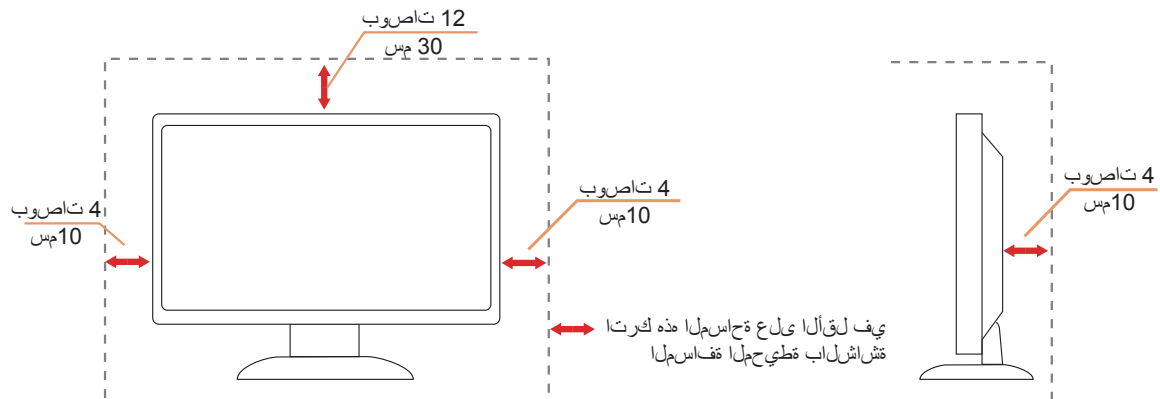 12 تاصوب
30 مس
4 تاصوب
10مس
4 تاصوب
10مس
يف لقألا ىلع ةحاسملا هذه كرتا
ةشاشلاب ةطيحملا ةفاسملا
4 تاصوب
10مس